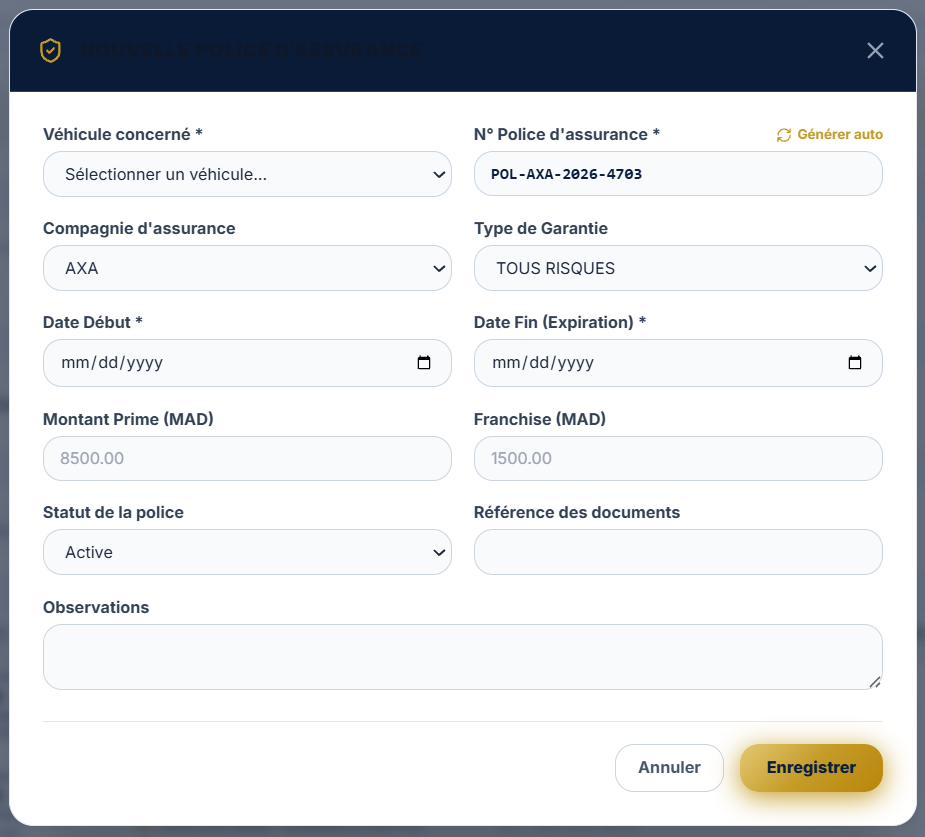 NOUVELLE POLICE D'ASSURANCE
Véhicule concerné *
N° Police d'assurance *
Générer auto
Sélectionner un véhicule...
POL-AXA-2026-4703
Compagnie d'assurance
Type de Garantie
AXA
TOUS RISQUES
Date Début *
Date Fin (Expiration) *
mm/dd/yyyy
mm/dd/yyyy
Montant Prime (MAD)
Franchise (MAD)
8500.00
1500.00
Statut de la police
Référence des documents
Active
Observations
Annuler
Enregistrer